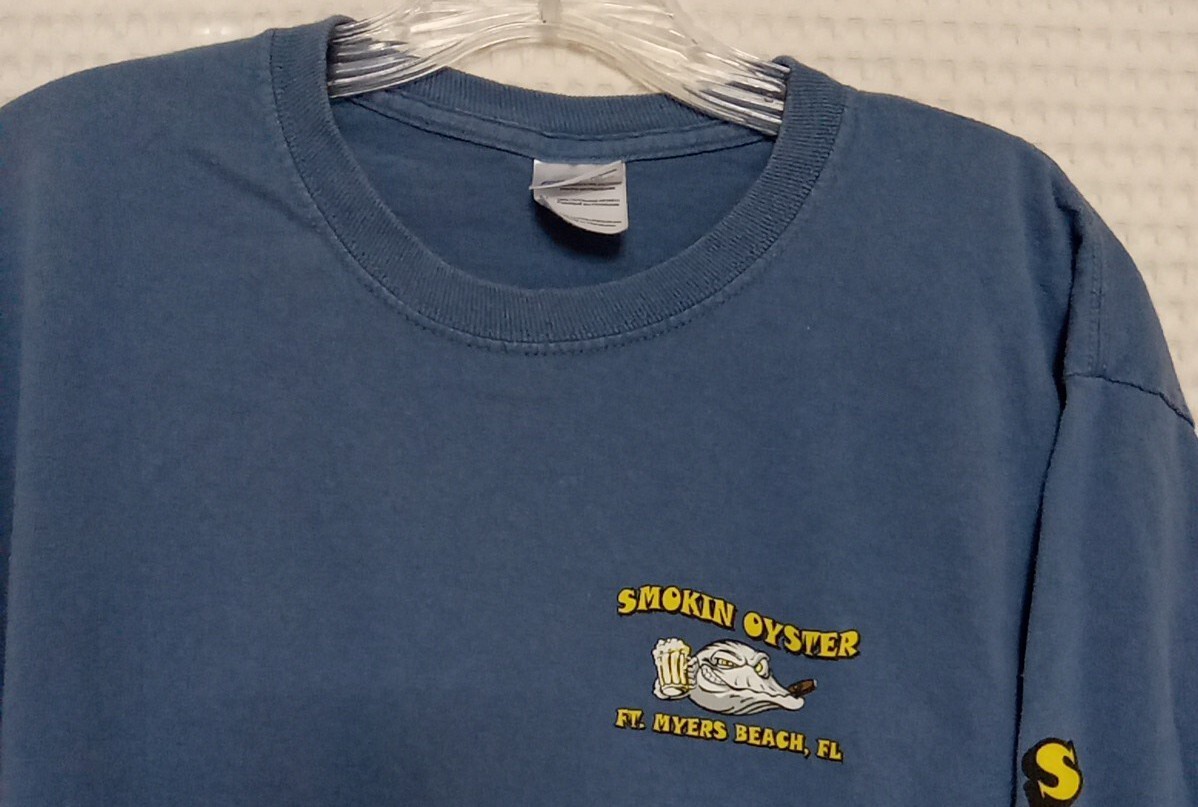 SMOKIN OYSTER
FT. MYERS BEACH, FL
S